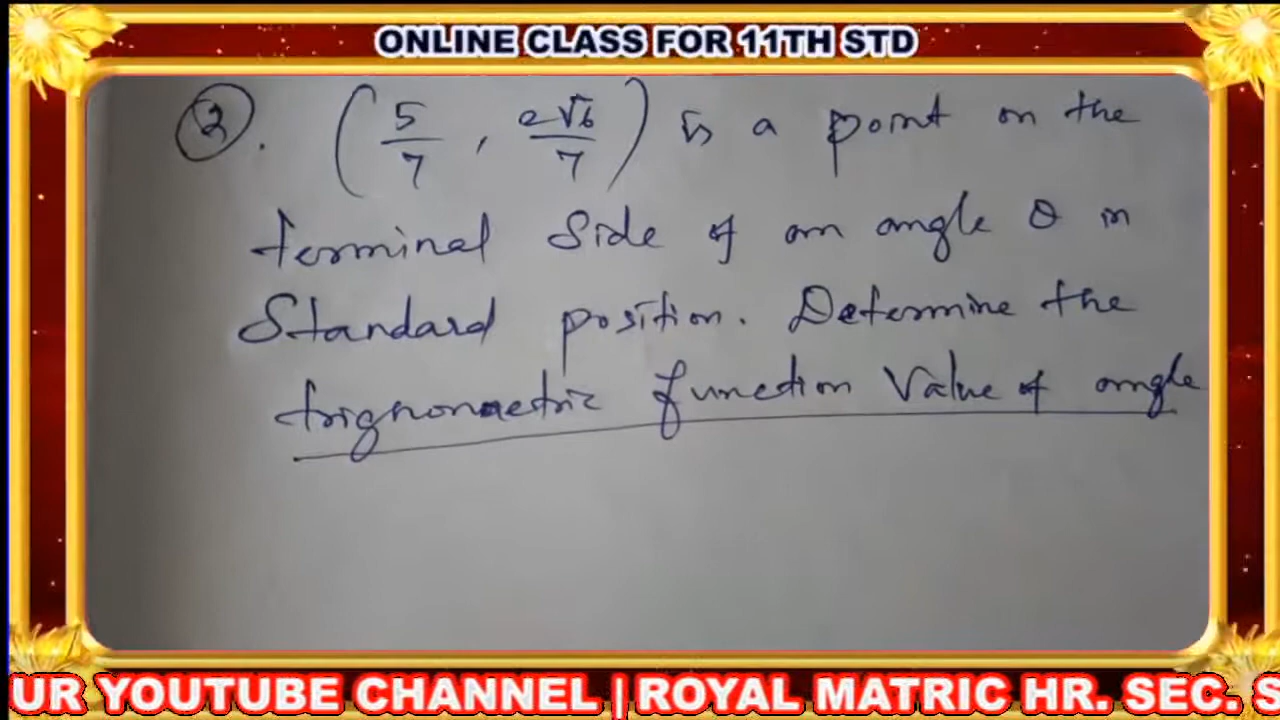 ONLINE CLASS FOR 11TH STD
2. (5/7, 2√6/7) is a point on the
terminal side of an angle θ in
Standard position. Determine the
trignometric function Value of angle
UR YOUTUBE CHANNEL | ROYAL MATRIC HR. SEC. S